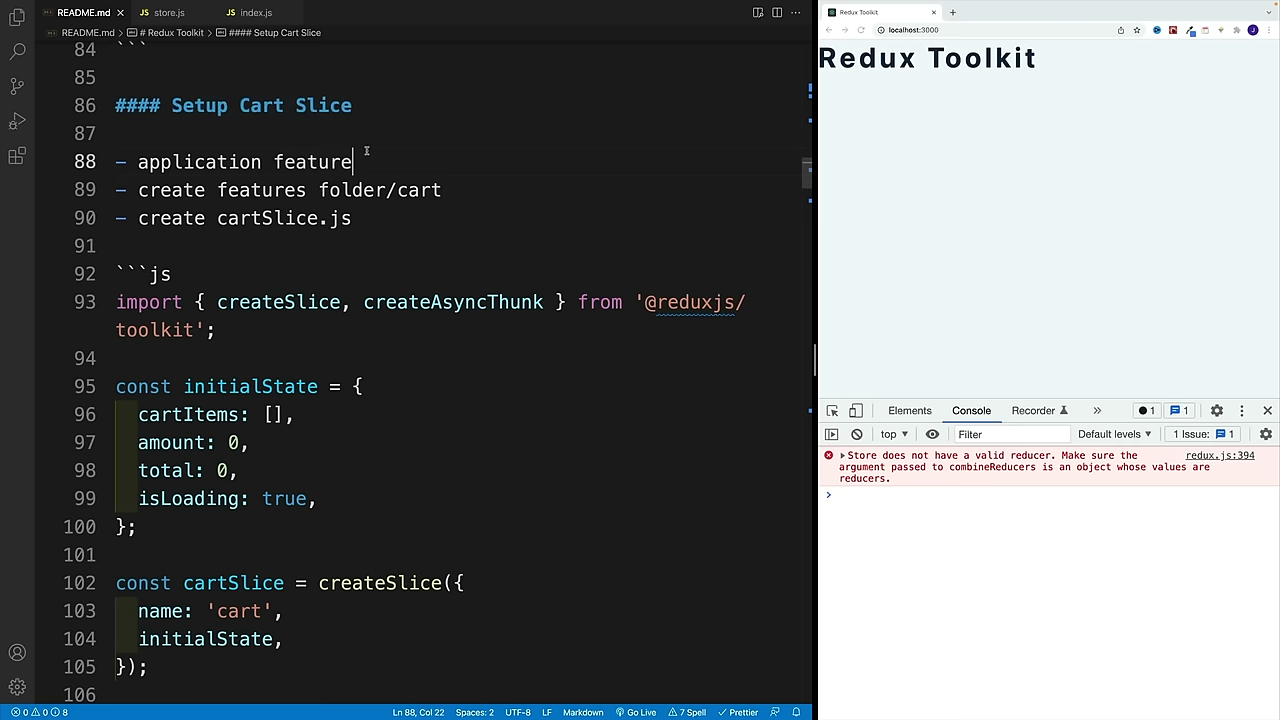 README.md
store.js
index.js
README.md > # Redux Toolkit > #### Setup Cart Slice
84 ```
85
86 #### Setup Cart Slice
87
88 - application feature
89 - create features folder/cart
90 - create cartSlice.js
91
92 ```js
93 import { createSlice, createAsyncThunk } from '@reduxjs/
toolkit';
94
95 const initialState = {
96 cartItems: [],
97 amount: 0,
98 total: 0,
99 isLoading: true,
100 };
101
102 const cartSlice = createSlice({
103 name: 'cart',
104 initialState,
105 });
106
0 0 8
Ln 88, Col 22 Spaces: 2 UTF-8 LF Markdown Go Live 7 Spell Prettier
Redux Toolkit
localhost:3000
J
Redux Toolkit
Elements Console Recorder 1 1
top Filter Default levels 1 Issue: 1
Store does not have a valid reducer. Make sure the redux.js:394
argument passed to combineReducers is an object whose values are
reducers.